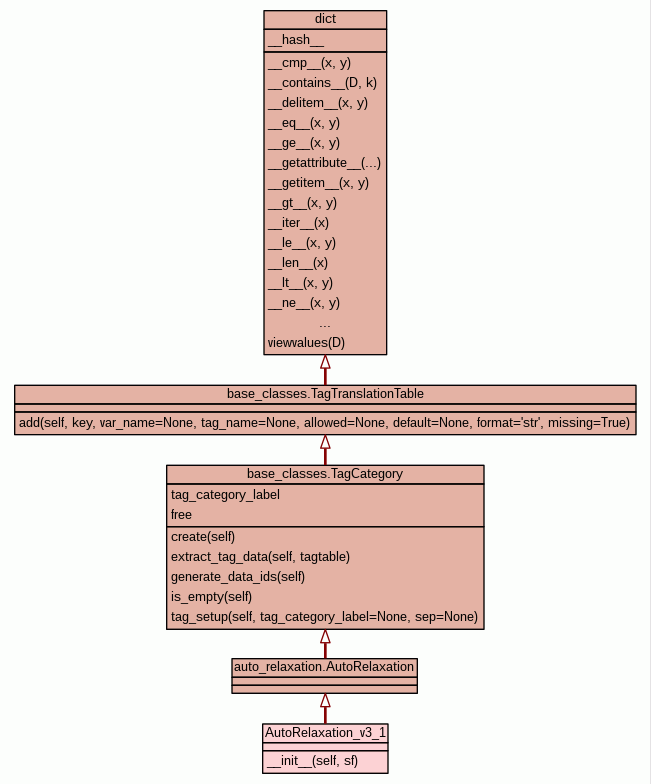 dict
__hash__
__cmp__(x, y)
__contains__(D, k)
__delitem__(x, y)
__eq__(x, y)
__ge__(x, y)
__getattribute__(...)
__getitem__(x, y)
__gt__(x, y)
__iter__(x)
__le__(x, y)
__len__(x)
__lt__(x, y)
__ne__(x, y)
...
viewvalues(D)
base_classes.TagTranslationTable
add(self, key, var_name=None, tag_name=None, allowed=None, default=None, format='str', missing=True)
base_classes.TagCategory
tag_category_label
free
create(self)
extract_tag_data(self, tagtable)
generate_data_ids(self)
is_empty(self)
tag_setup(self, tag_category_label=None, sep=None)
auto_relaxation.AutoRelaxation
AutoRelaxation_v3_1
__init__(self, sf)